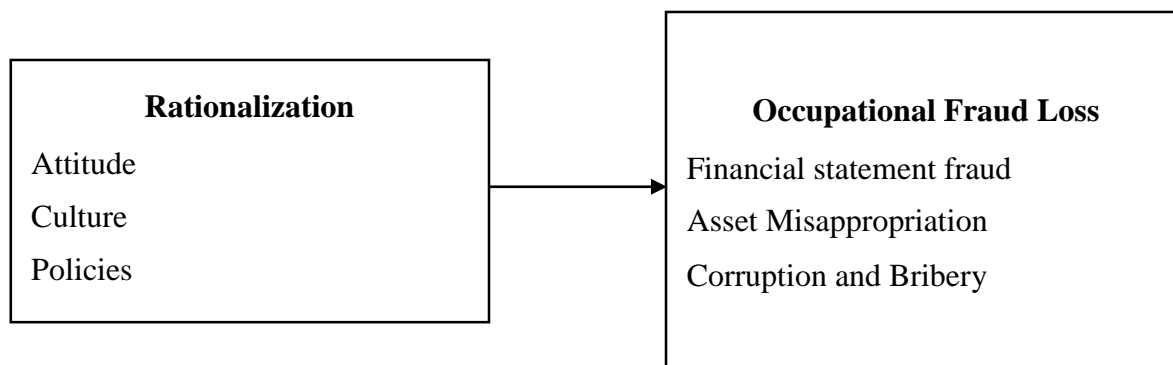 Rationalization
Attitude
Culture
Policies
Occupational Fraud Loss
Financial statement fraud
Asset Misappropriation
Corruption and Bribery